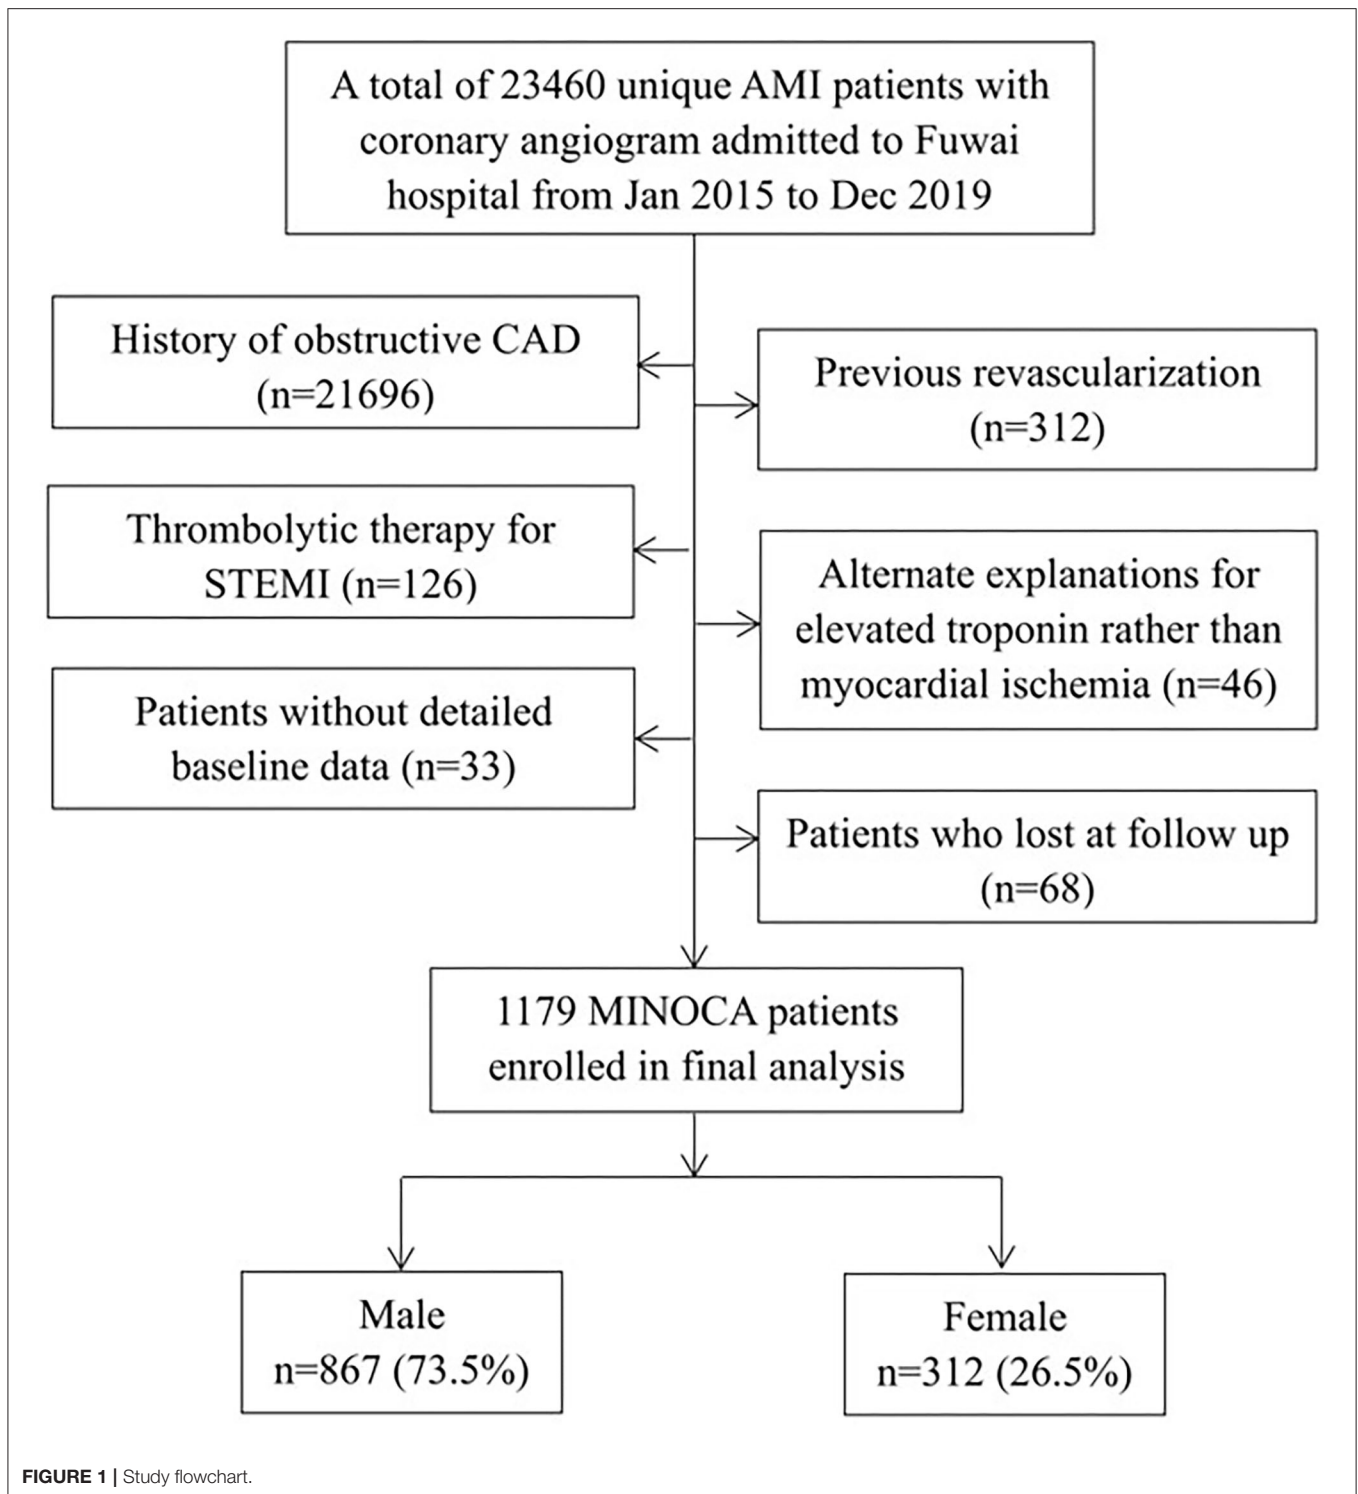 A total of 23460 unique AMI patients with
coronary angiogram admitted to Fuwai
hospital from Jan 2015 to Dec 2019
History of obstructive CAD
(n=21696)
Previous revascularization
(n=312)
Thrombolytic therapy for
STEMI (n=126)
Alternate explanations for
elevated troponin rather than
myocardial ischemia (n=46)
Patients without detailed
baseline data (n=33)
Patients who lost at follow up
(n=68)
1179 MINOCA patients
enrolled in final analysis
Male
n=867 (73.5%)
Female
n=312 (26.5%)
FIGURE 1 | Study flowchart.